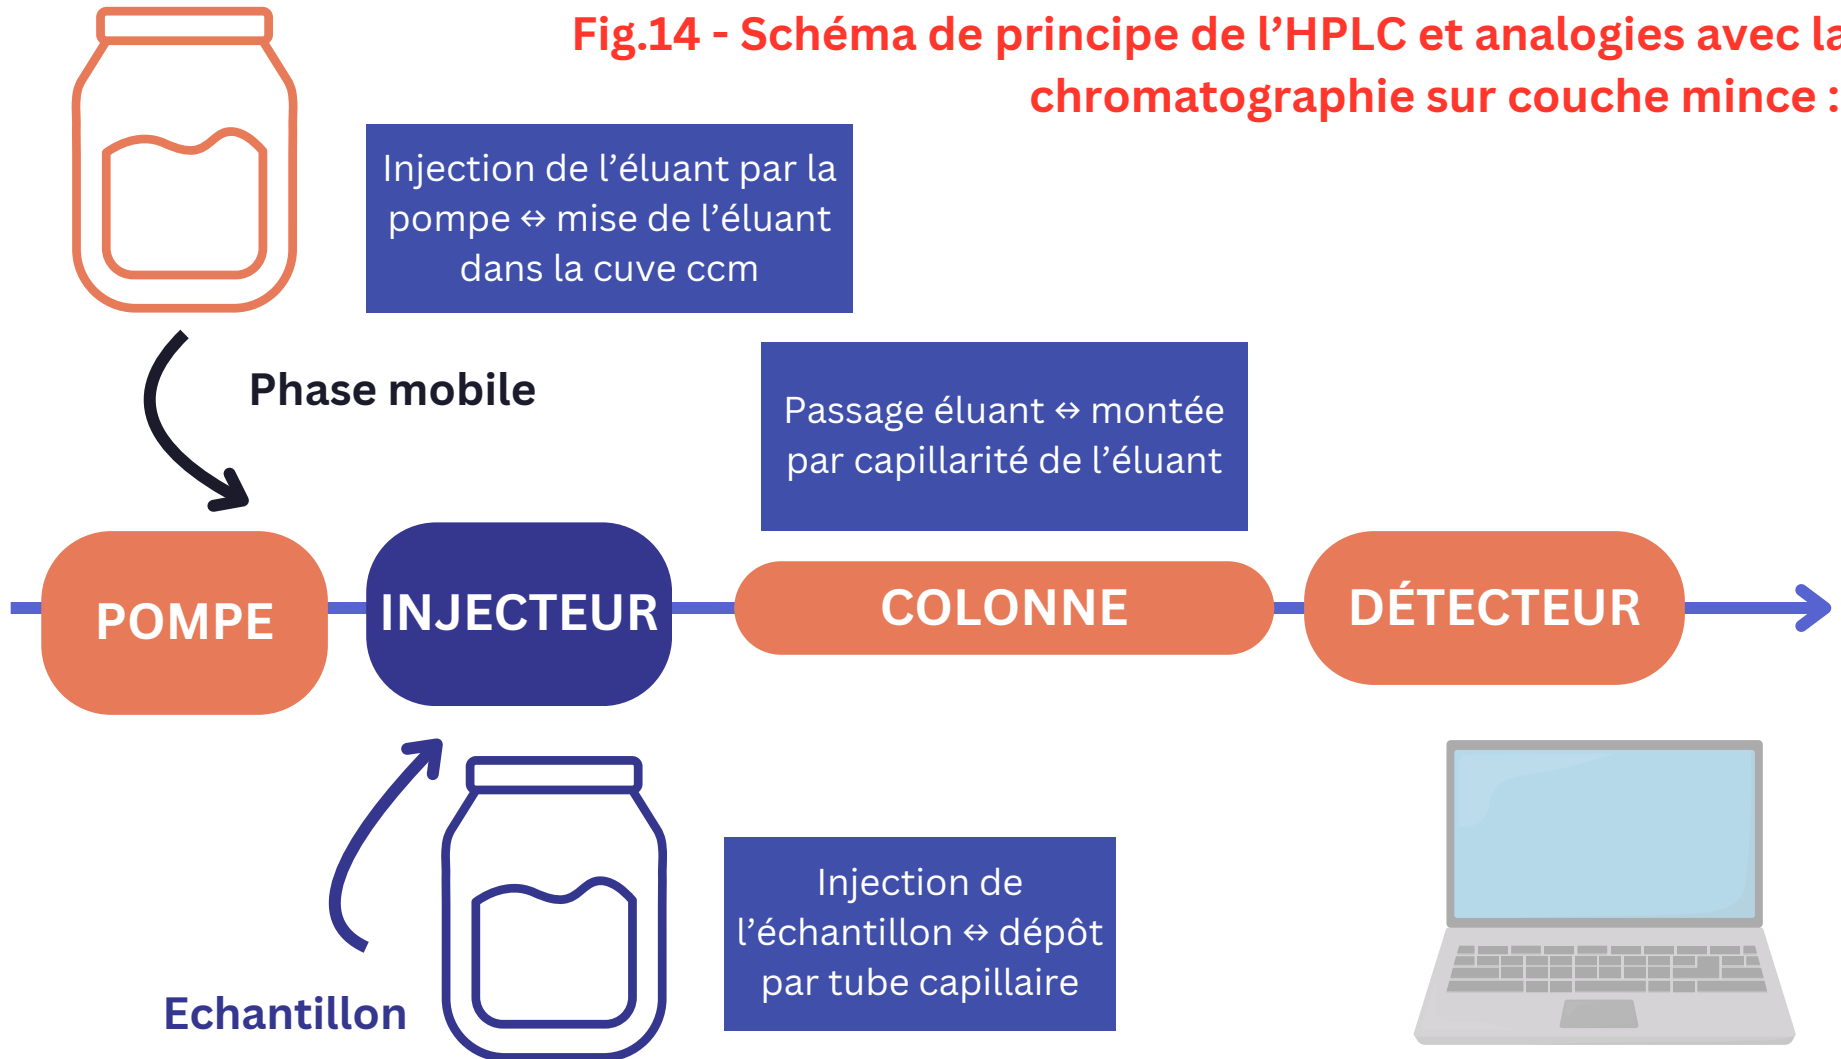 Fig.14 - Schéma de principe de l’HPLC et analogies avec la
chromatographie sur couche mince :
Injection de l’éluant par la
pompe ↔ mise de l’éluant
dans la cuve ccm
Phase mobile
Passage éluant ↔ montée
par capillarité de l’éluant
POMPE
INJECTEUR
COLONNE
DÉTECTEUR
Injection de
l’échantillon ↔ dépôt
par tube capillaire
Echantillon